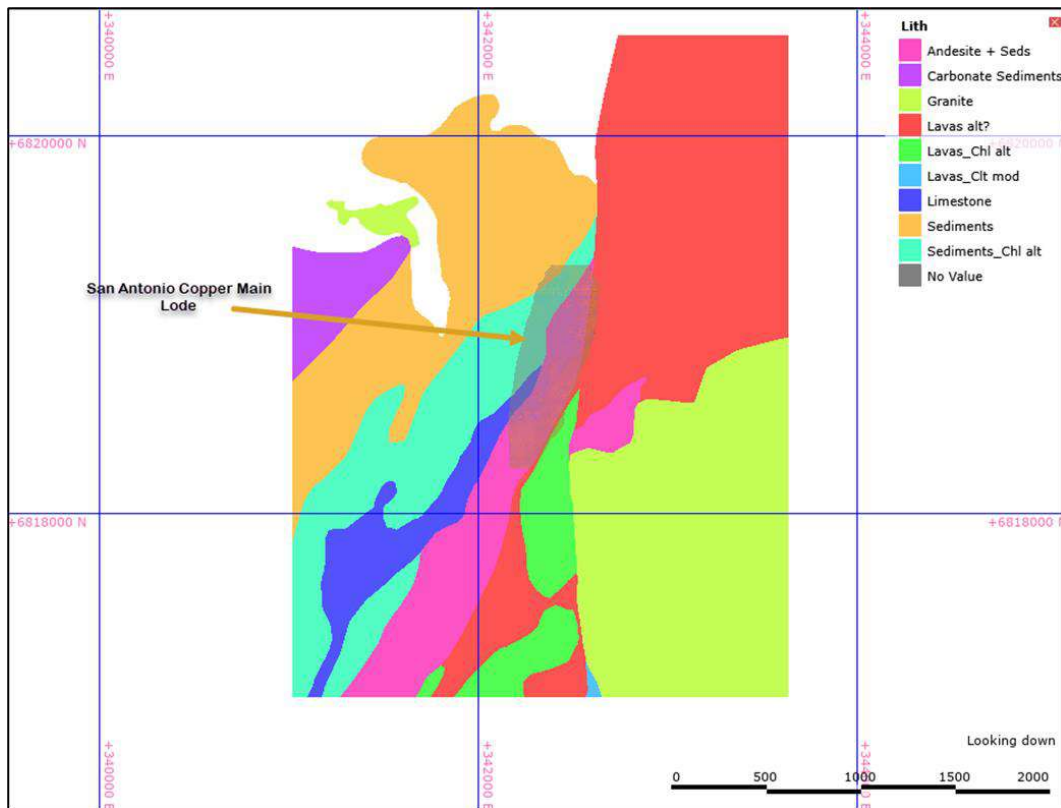 +340000 E
+342000 E
+344000 E
Lith
Andesite + Seds
Carbonate Sediments
Granite
Lavas alt?
Lavas_Chl alt
Lavas_Clt mod
Limestone
Sediments
Sediments_Chl alt
No Value
+6820000 N
+6820000 N
San Antonio Copper Main
Lode
+6818000 N
+6818000 N
Looking down
+340000 E
+342000 E
+344000 E
0 500 1000 1500 2000